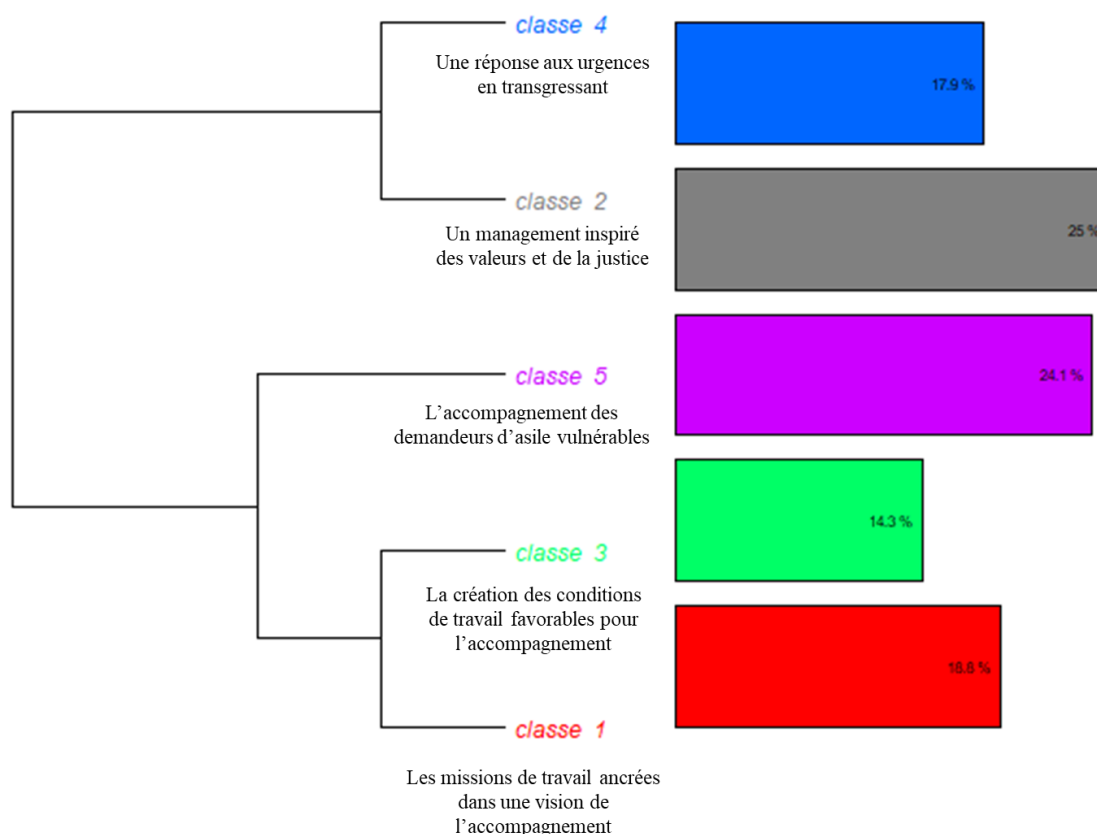 classe 4
Une réponse aux urgences
en transgressant
17.9 %
classe 2
Un management inspiré
des valeurs et de la justice
25 %
classe 5
L'accompagnement des
demandeurs d'asile vulnérables
24.1 %
classe 3
La création des conditions
de travail favorables pour
l'accompagnement
14.3 %
classe 1
Les missions de travail ancrées
dans une vision de
l'accompagnement
18.8 %